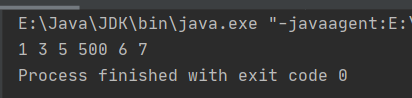 E:\Java\JDK\bin\java.exe "-javaagent:E:\
1 3 5 500 6 7
Process finished with exit code 0